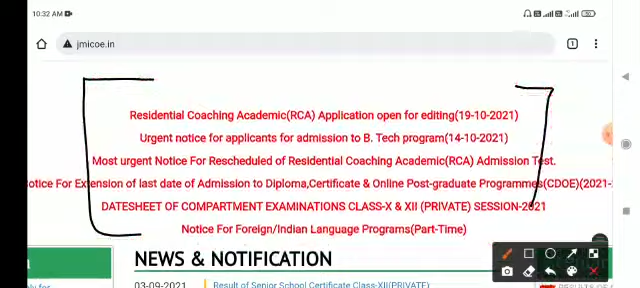 10:32 AM
jmicoe.in
1
Residential Coaching Academic(RCA) Application open for editing(19-10-2021)
Urgent notice for applicants for admission to B. Tech program(14-10-2021)
Most urgent Notice For Rescheduled of Residential Coaching Academic(RCA) Admission Test.
otice For Extension of last date of Admission to Diploma,Certificate & Online Post-graduate Programmes(CDOE)(2021-
DATESHEET OF COMPARTMENT EXAMINATIONS CLASS-X & XII (PRIVATE) SESSION-2021
Notice For Foreign/Indian Language Programs(Part-Time)
NEWS & NOTIFICATION
03-09-2021 Result of Senior School Certificate Class-XII(PRIVATE)